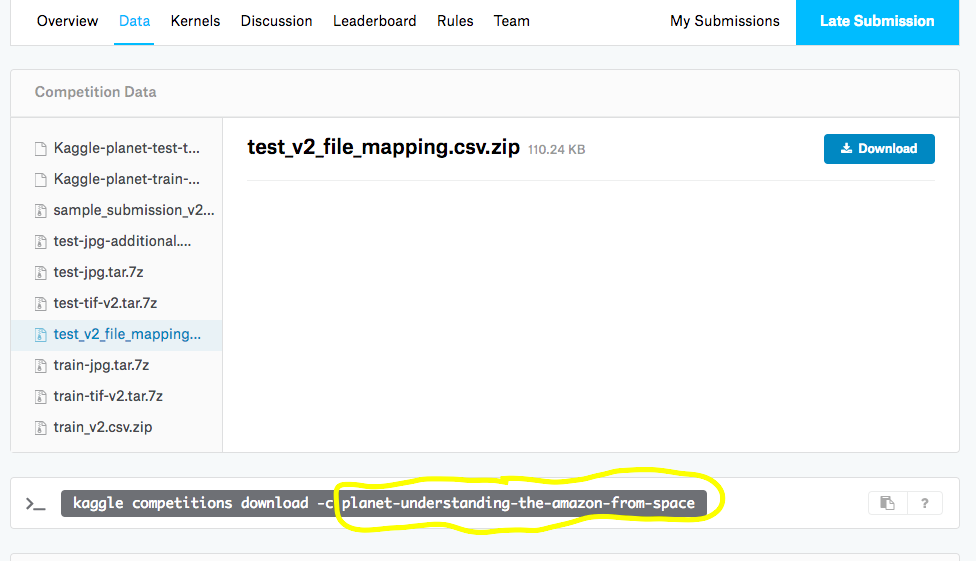 Overview Data Kernels Discussion Leaderboard Rules Team My Submissions Late Submission
Competition Data
Kaggle-planet-test-t...
Kaggle-planet-train-...
sample_submission_v2...
test-jpg-additional....
test-jpg.tar.7z
test-tif-v2.tar.7z
test_v2_file_mapping...
train-jpg.tar.7z
train-tif-v2.tar.7z
train_v2.csv.zip
test_v2_file_mapping.csv.zip 110.24 KB
Download
>_ kaggle competitions download -c planet-understanding-the-amazon-from-space ?